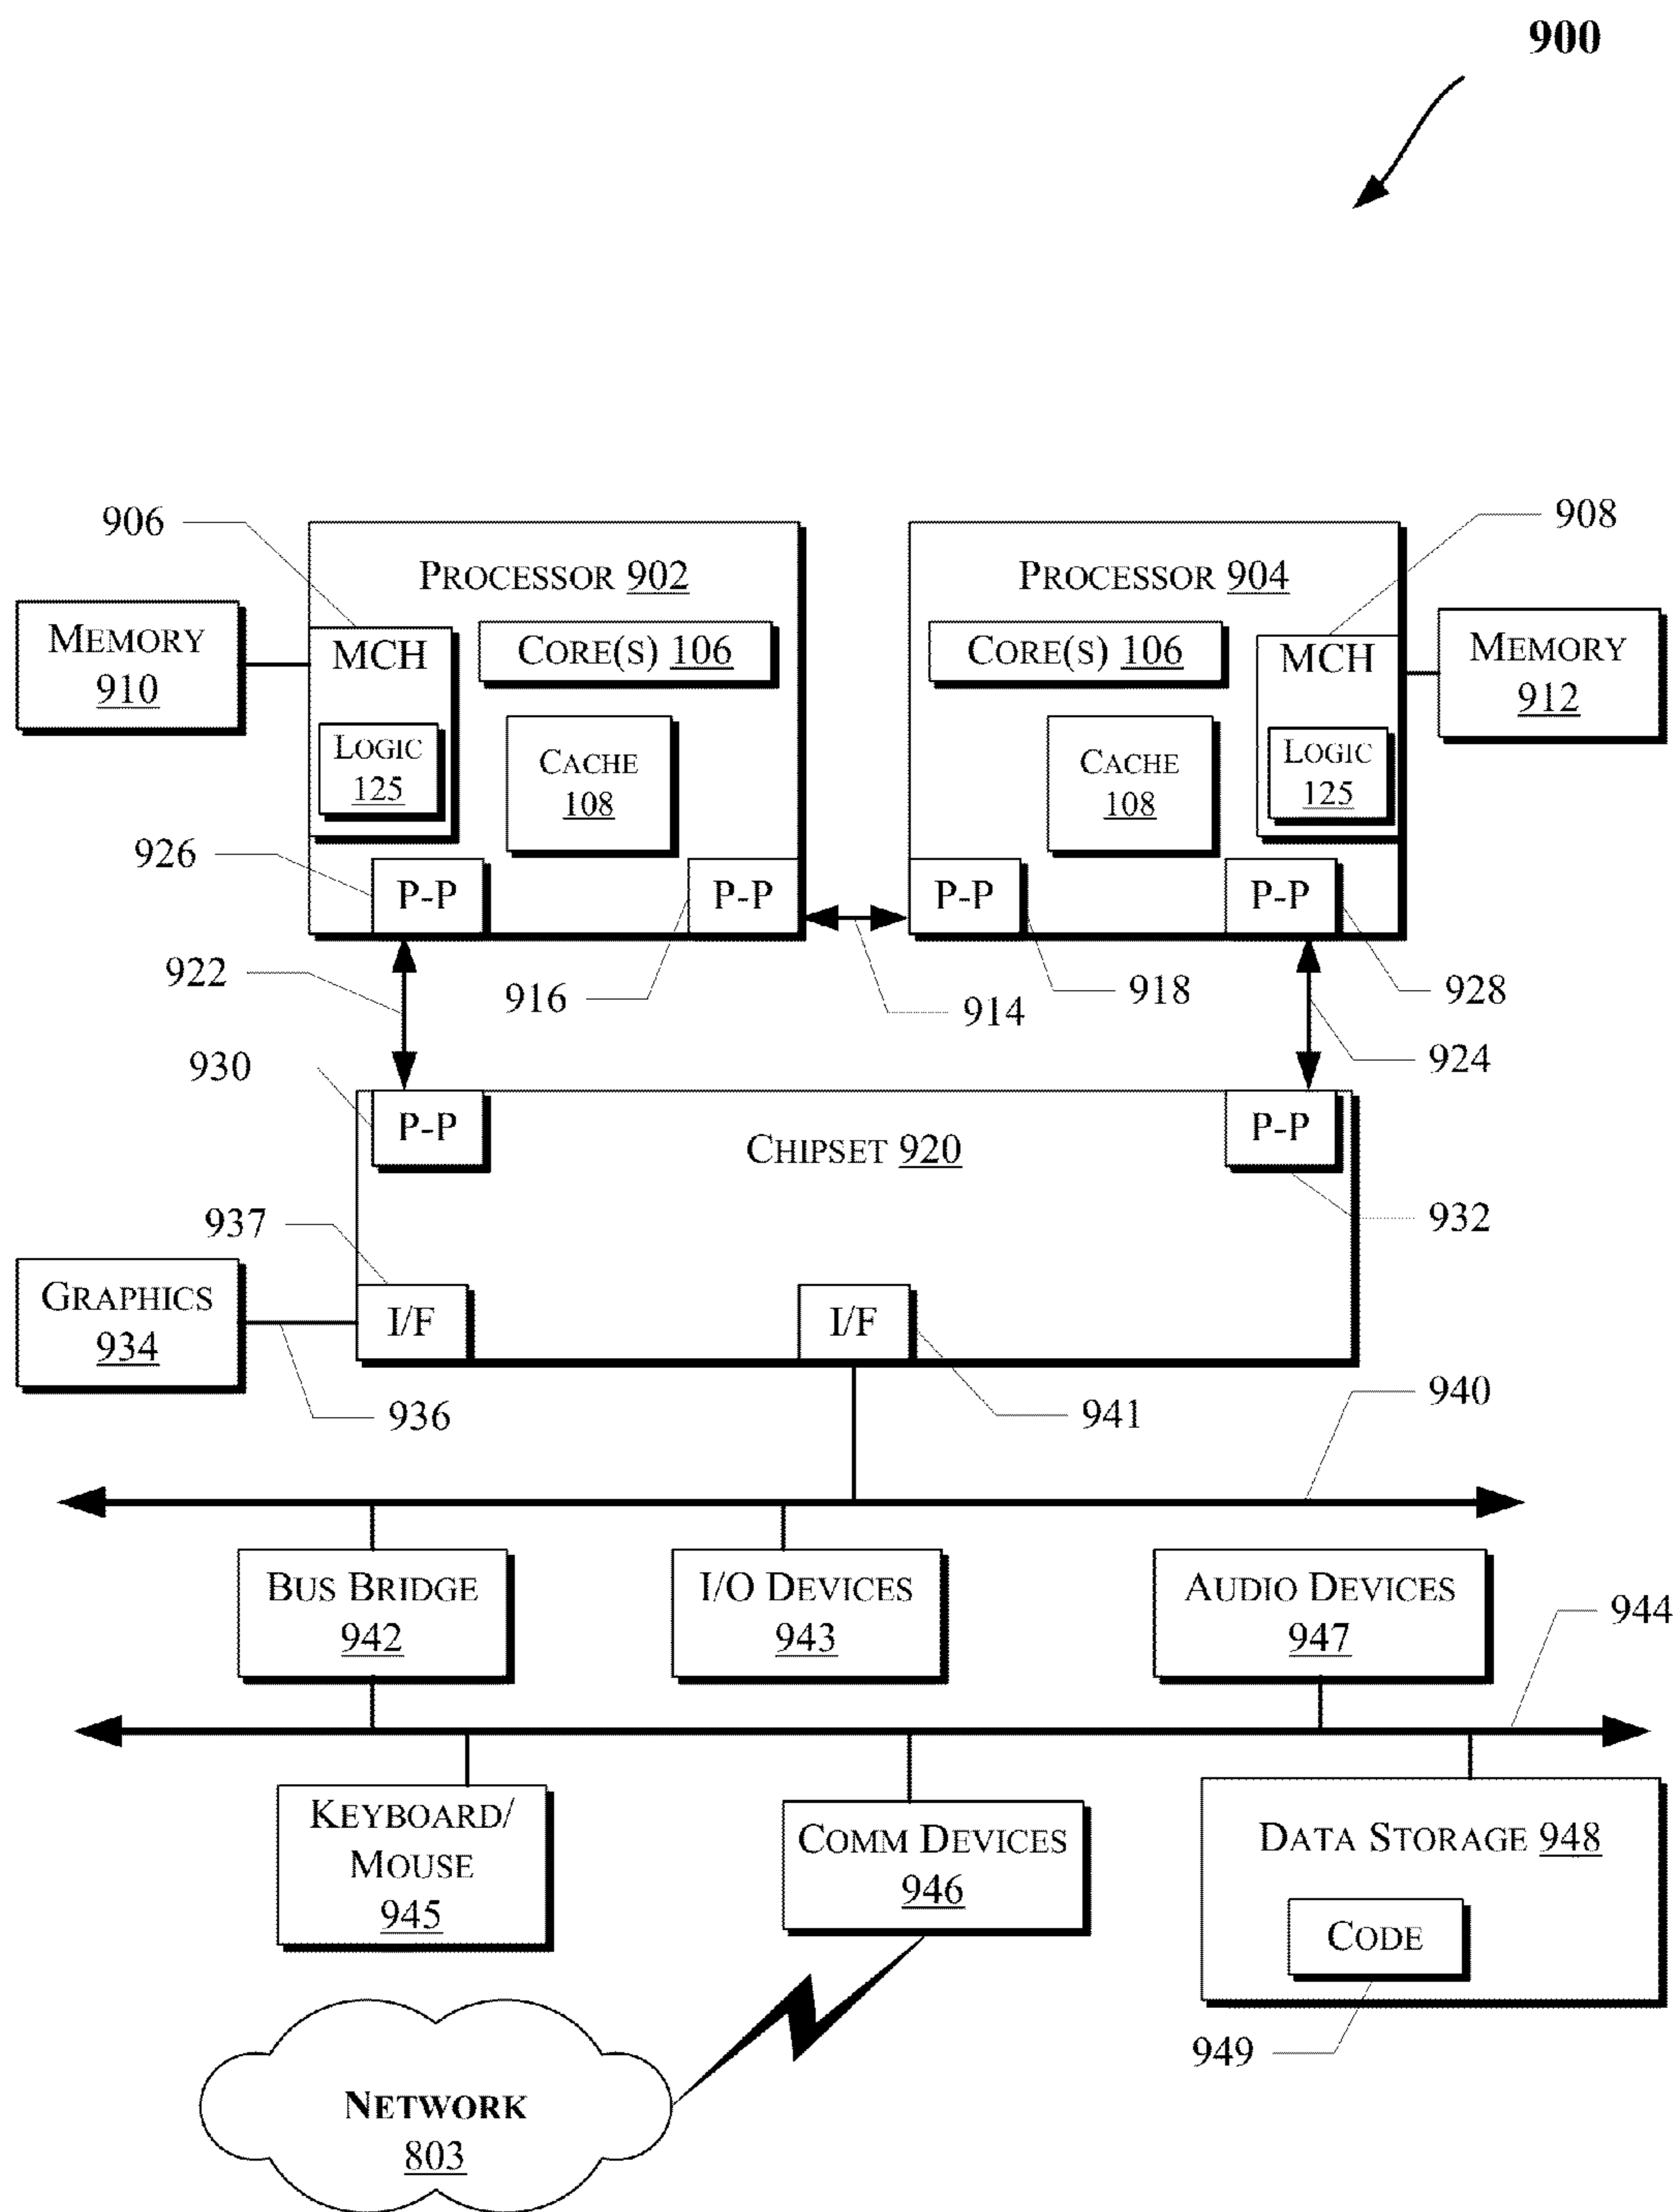 900
906
908
PROCESSOR 902
PROCESSOR 904
MEMORY
910
MCH
CORE(S) 106
CORE(S) 106
MCH
MEMORY
912
LOGIC
125
CACHE
108
CACHE
108
LOGIC
125
926
P-P
P-P
P-P
P-P
922
916
914
918
928
930
924
P-P
CHIPSET 920
P-P
937
932
GRAPHICS
934
I/F
I/F
936
941
940
BUS BRIDGE
942
I/O DEVICES
943
AUDIO DEVICES
947
944
KEYBOARD/
MOUSE
945
COMM DEVICES
946
DATA STORAGE 948
CODE
949
NETWORK
803